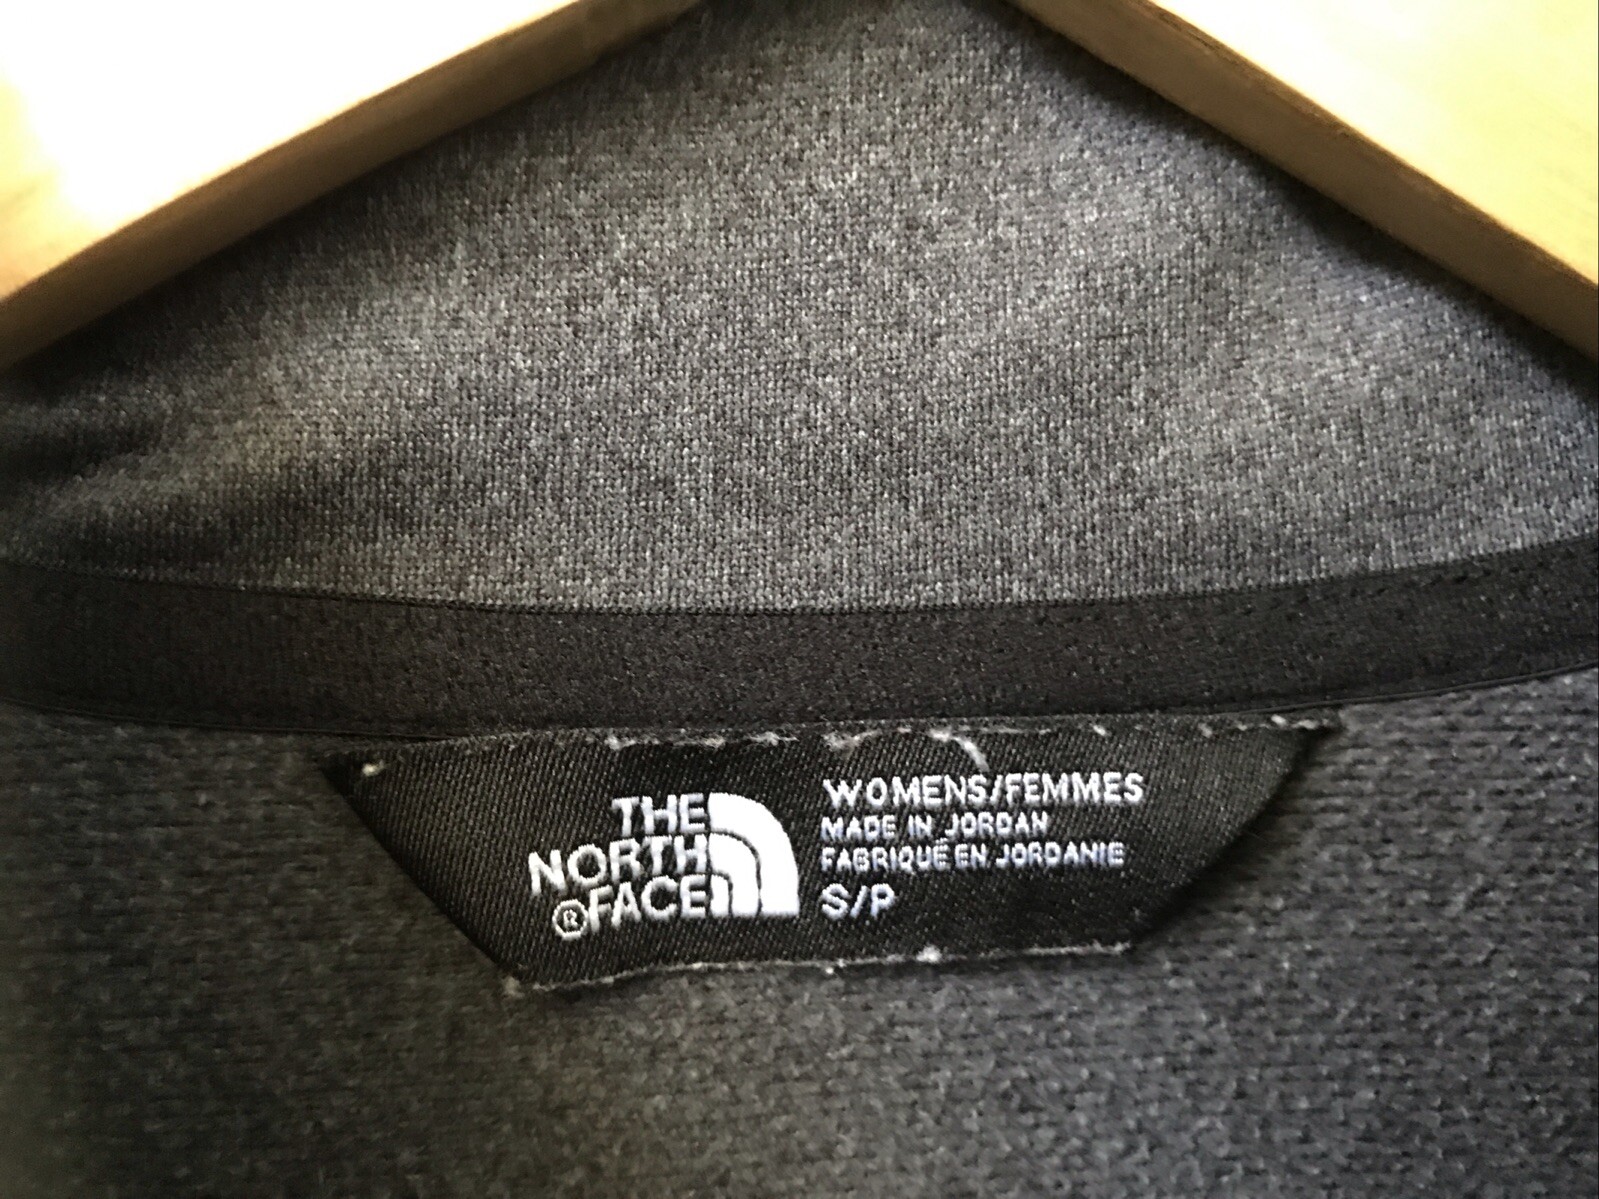 THE
NORTH
®FACE
WOMENS/FEMMES
MADE IN JORDAN
FABRIQUÉ EN JORDANIE
S/P